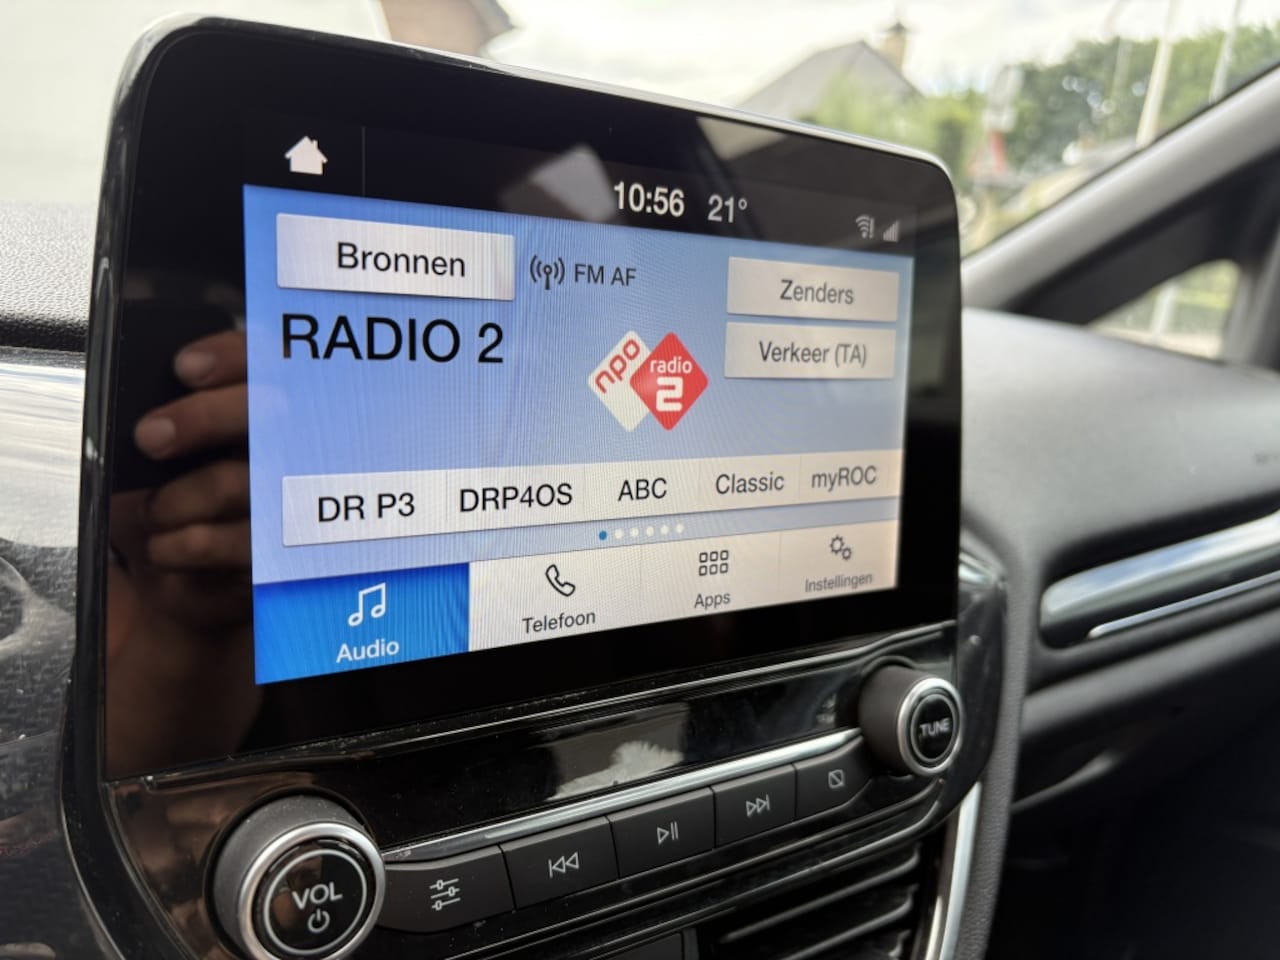 10:56 21°
Bronnen
FM AF
Zenders
RADIO 2
npo
radio
2
Verkeer (TA)
DR P3
DRP4OS
ABC
Classic
myROC
Audio
Telefoon
Apps
Instellingen
TUNE
VOL